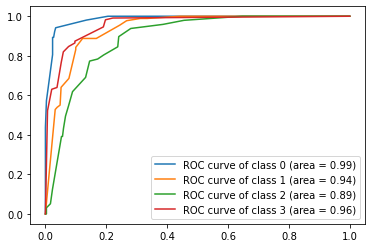 1.0
0.8
0.6
0.4
0.2
0.0
ROC curve of class 0 (area = 0.99)
ROC curve of class 1 (area = 0.94)
ROC curve of class 2 (area = 0.89)
ROC curve of class 3 (area = 0.96)
0.0 0.2 0.4 0.6 0.8 1.0